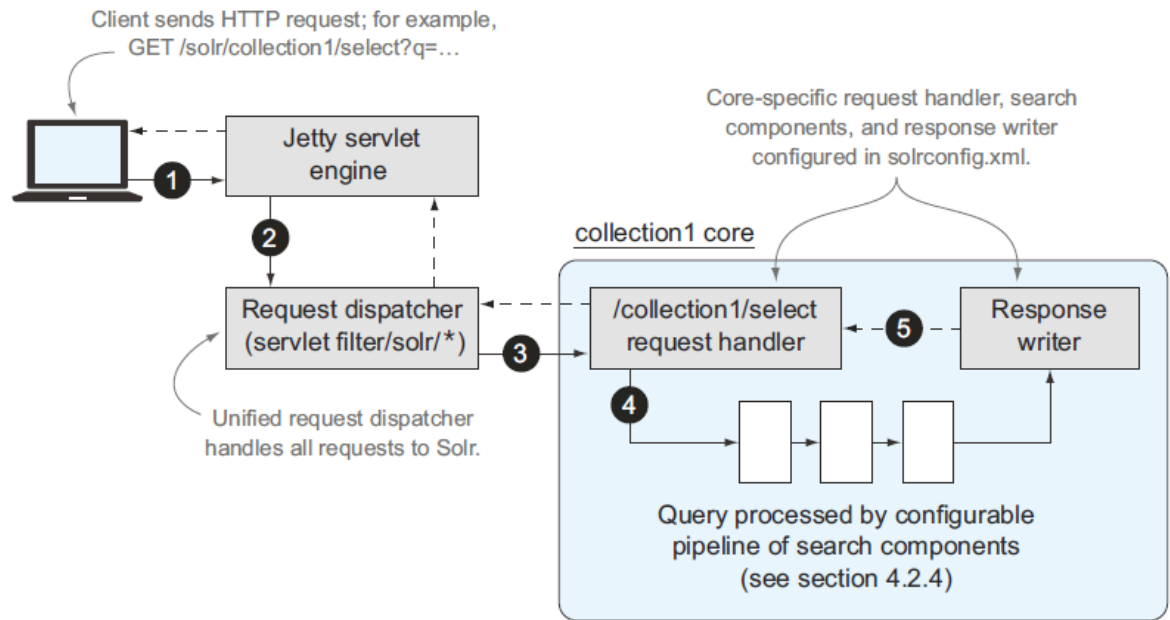 Client sends HTTP request; for example,
GET /solr/collection1/select?q=…
Jetty servlet
engine
Core-specific request handler, search
components, and response writer
configured in solrconfig.xml.
1
2
collection1 core
Request dispatcher
(servlet filter/solr/*)
3
/collection1/select
request handler
5
Response
writer
4
Unified request dispatcher
handles all requests to Solr.
Query processed by configurable
pipeline of search components
(see section 4.2.4)